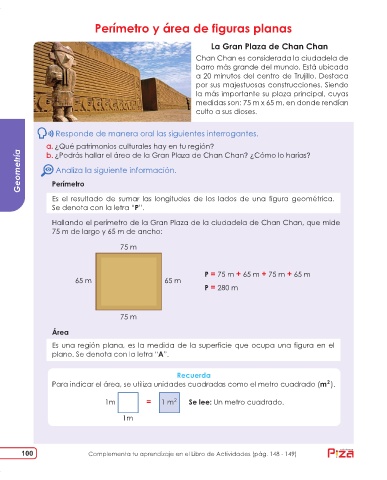 Perímetro y área de figuras planas
La Gran Plaza de Chan Chan
Chan Chan es considerada la ciudadela de
barro más grande del mundo. Está ubicada
a 20 minutos del centro de Trujillo. Destaca
por sus majestuosas construcciones. Siendo
la más importante su plaza principal, cuyas
medidas son: 75 m x 65 m, en donde rendían
culto a sus dioses.
Responde de manera oral las siguientes interrogantes.
a. ¿Qué patrimonios culturales hay en tu región?
b. ¿Podrás hallar el área de la Gran Plaza de Chan Chan? ¿Cómo lo harías?
Analiza la siguiente información.
Geometría
Perímetro
Es el resultado de sumar las longitudes de los lados de una figura geométrica.
Se denota con la letra "P".
Hallando el perímetro de la Gran Plaza de la ciudadela de Chan Chan, que mide
75 m de largo y 65 m de ancho:
75 m
65 m
65 m
75 m
P = 75 m + 65 m + 75 m + 65 m
P = 280 m
Área
Es una región plana, es la medida de la superficie que ocupa una figura en el
plano. Se denota con la letra "A".
Recuerda
Para indicar el área, se utiliza unidades cuadradas como el metro cuadrado (m²).
1m = 1 m² Se lee: Un metro cuadrado.
1m
100
Complementa tu aprendizaje en el Libro de Actividades (pág. 148 - 149)
Piza